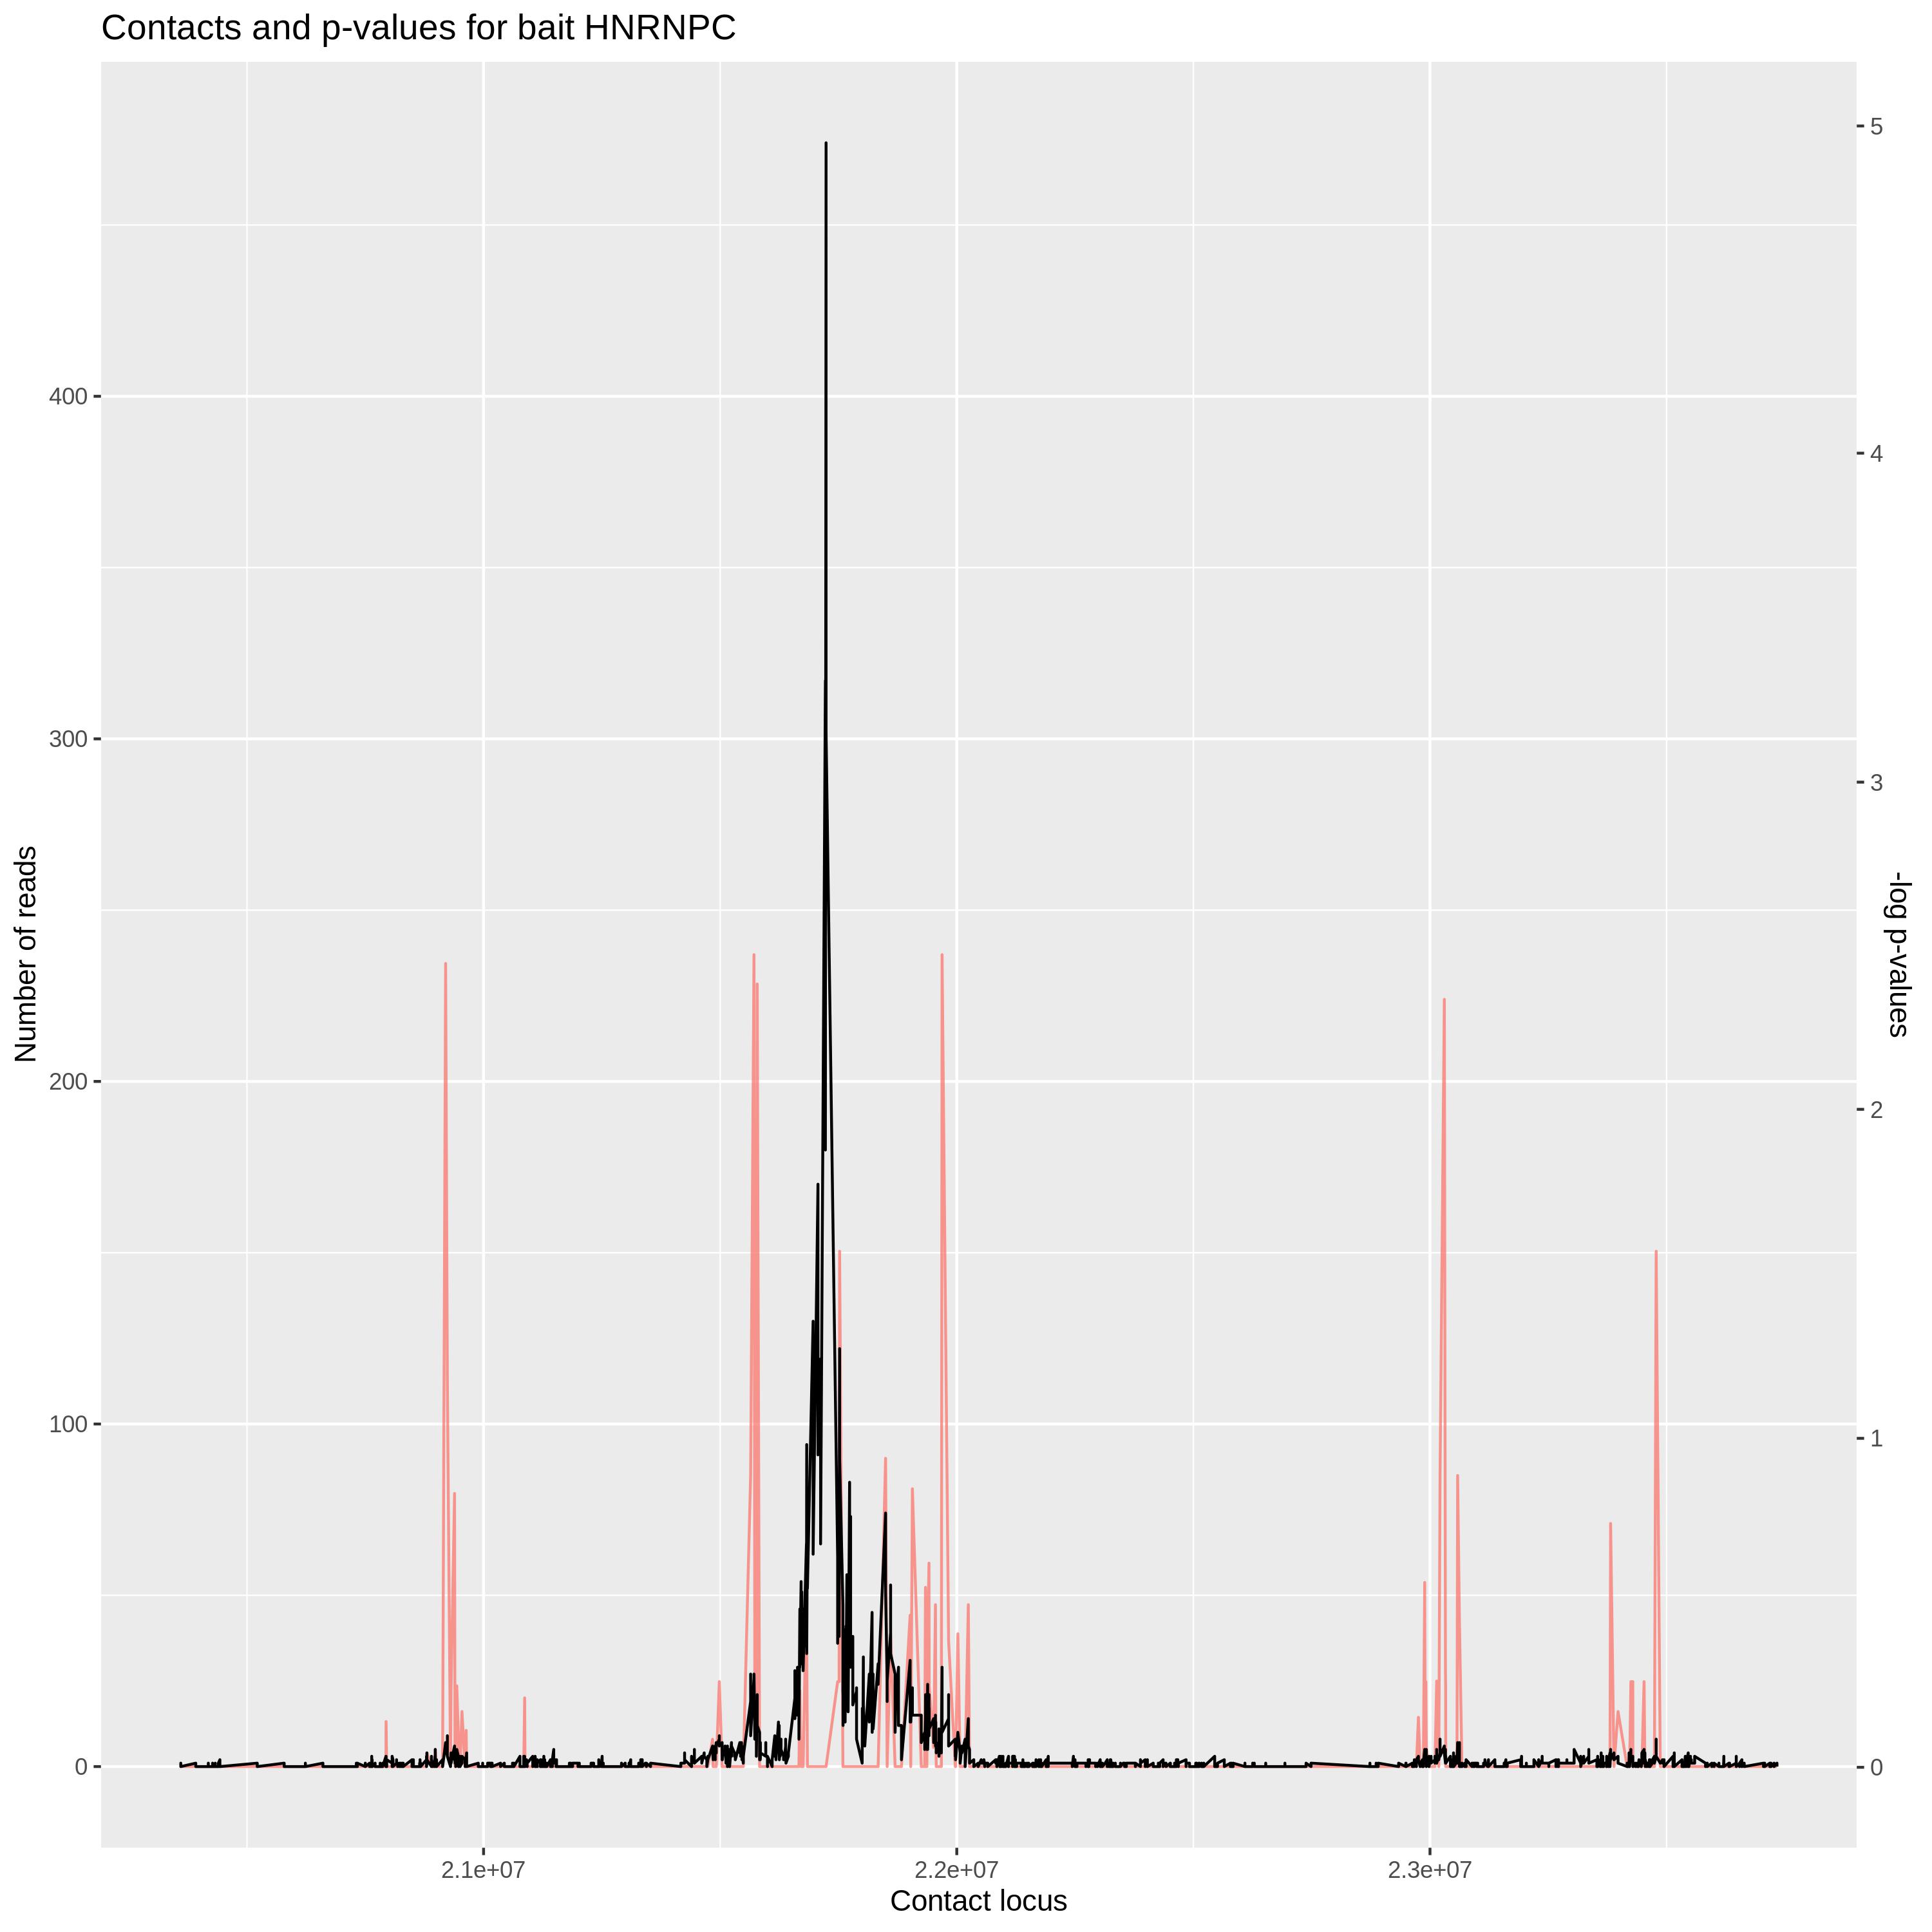 Contacts and p-values for bait HNRNPC
Number of reads
400
300
200
100
0
5
4
3
2
1
0
-log p-values
2.1e+07 2.2e+07 2.3e+07
Contact locus